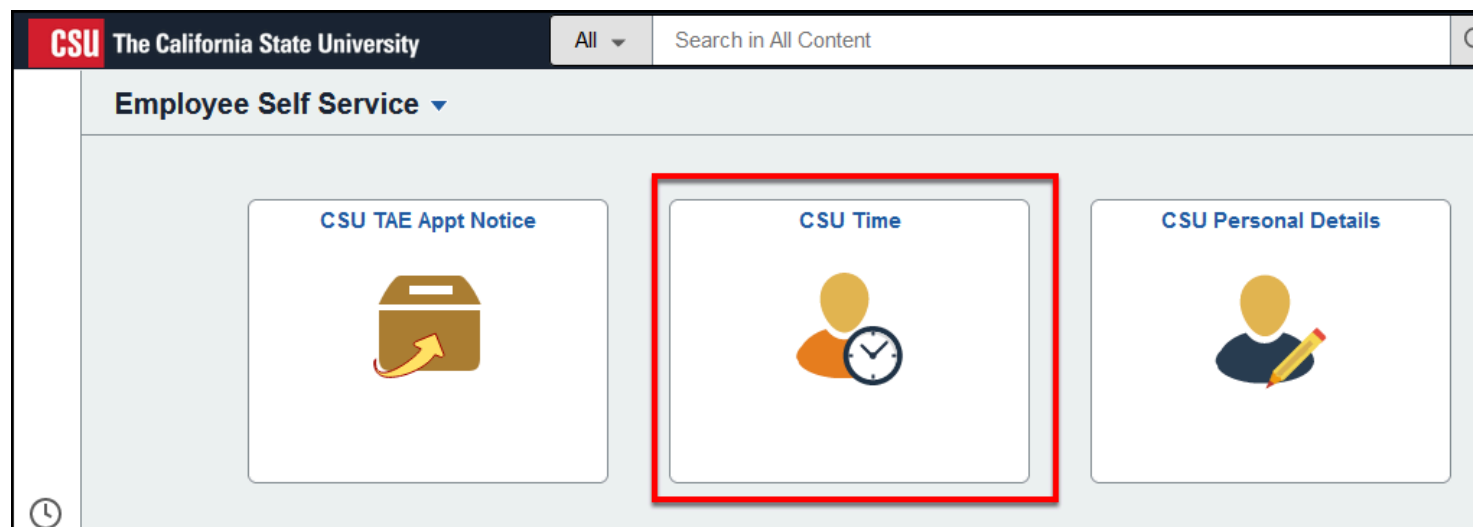 CSU The California State University
All
Search in All Content
Employee Self Service
CSU TAE Appt Notice
CSU Time
CSU Personal Details